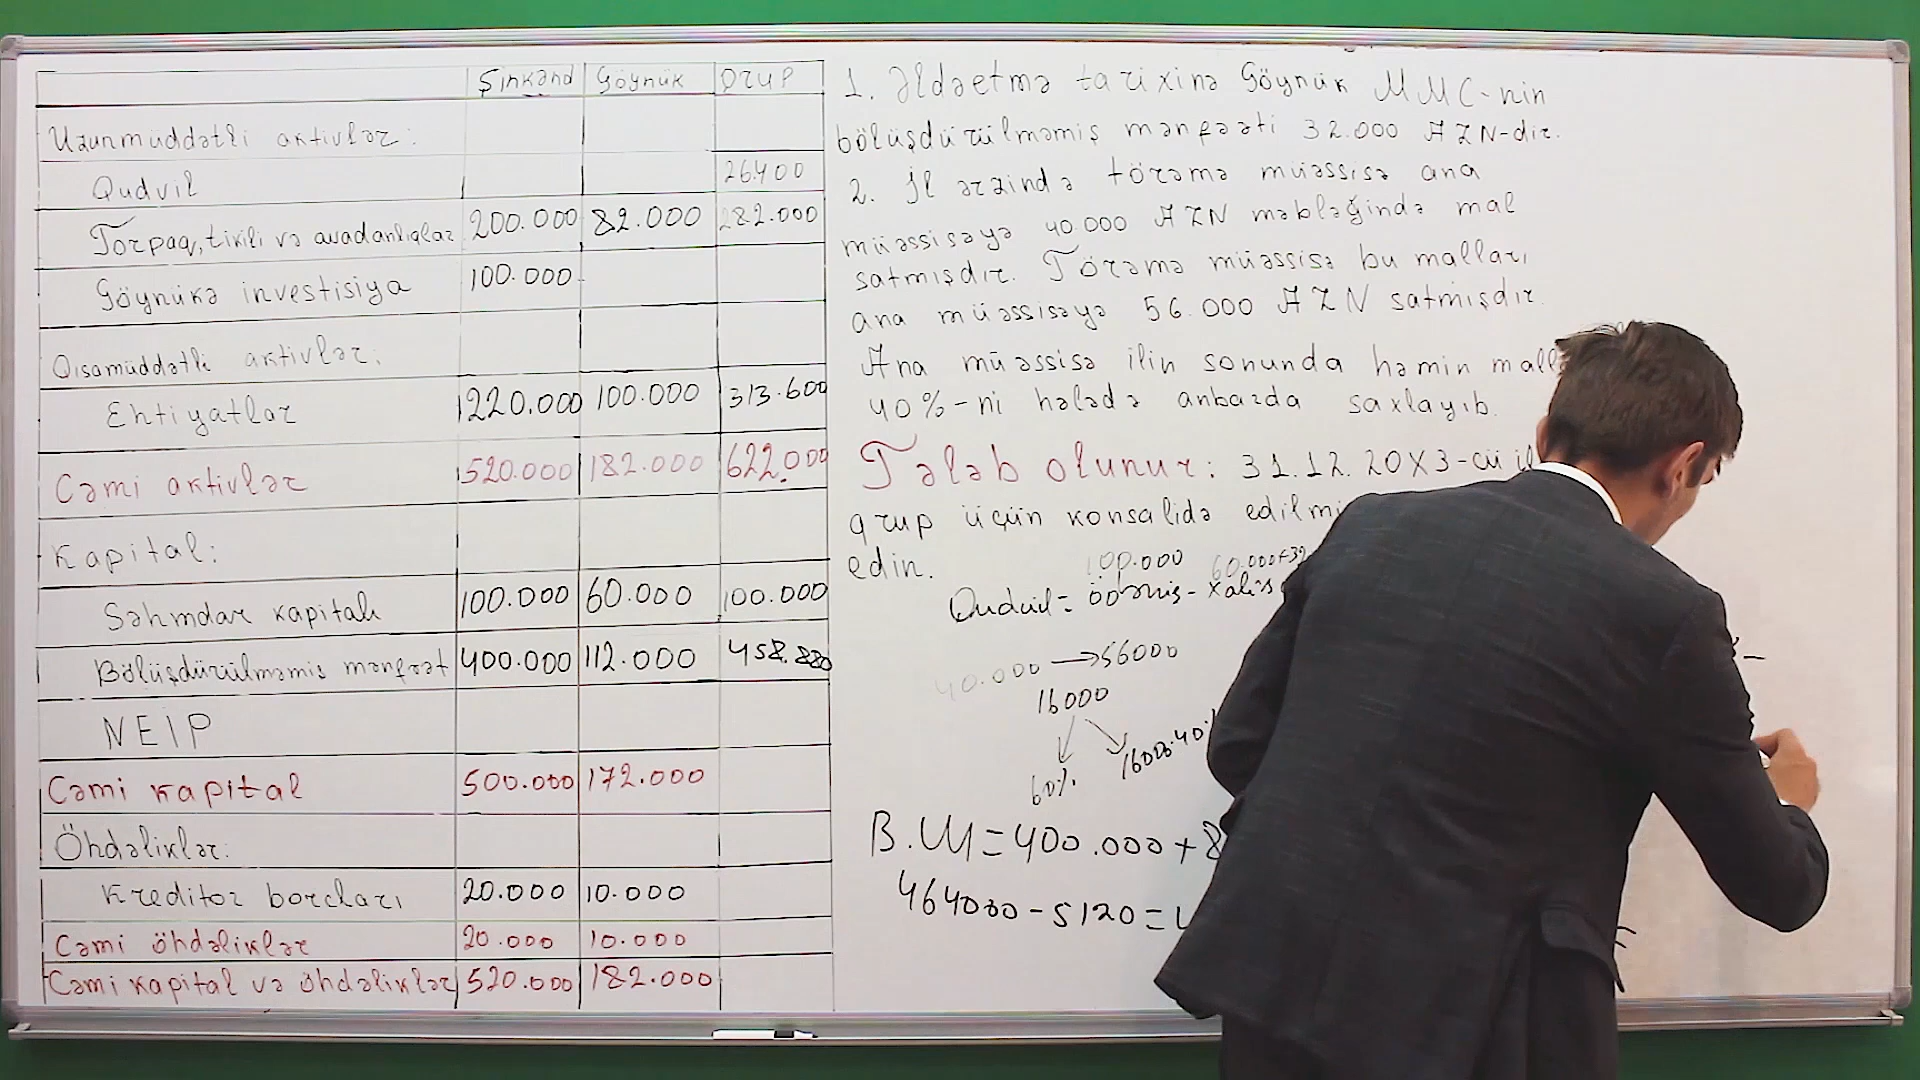 Şinkənd Göynük Qrup
Uzunmüddətli aktivlər:
Qudvil 26400
Torpaq, tikili və avadanlıqlar 200.000 82.000 282.000
Göynükə investisiya 100.000
Qısamüddətli aktivlər:
Ehtiyatlar 220.000 100.000 313.600
Cəmi aktivlər 520.000 182.000 622.000
Kapital:
Səhmdar kapitalı 100.000 60.000 100.000
Bölüşdürülməmiş mənfəət 400.000 112.000 458.880
NEIP
Cəmi kapital 500.000 172.000
Öhdəliklər:
Kreditor borcları 20.000 10.000
Cəmi öhdəliklər 20.000 10.000
Cəmi kapital və öhdəliklər 520.000 182.000
1. Əldəetmə tarixinə Göynük MMC-nin
bölüşdürülməmiş mənfəəti 32.000 AZN-dir.
2. İl ərzində törəmə müəssisə ana
müəssisəyə 40.000 AZN məbləğində mal
satmışdır. Törəmə müəssisə bu malları
ana müəssisəyə 56.000 AZN satmışdır.
Ana müəssisə ilin sonunda həmin
40%-ni hələdə anbarda saxlayıb.
Tələb olunur: 31.12.20X3-cü
qrup üçün konsalidə
edin.
100.000 60.000+32
Qudvil = ödəniş - xalis
40.000 → 56000
16000
60% 16000.40%
B.M = 400.000 + 8
464000 - 5120 =